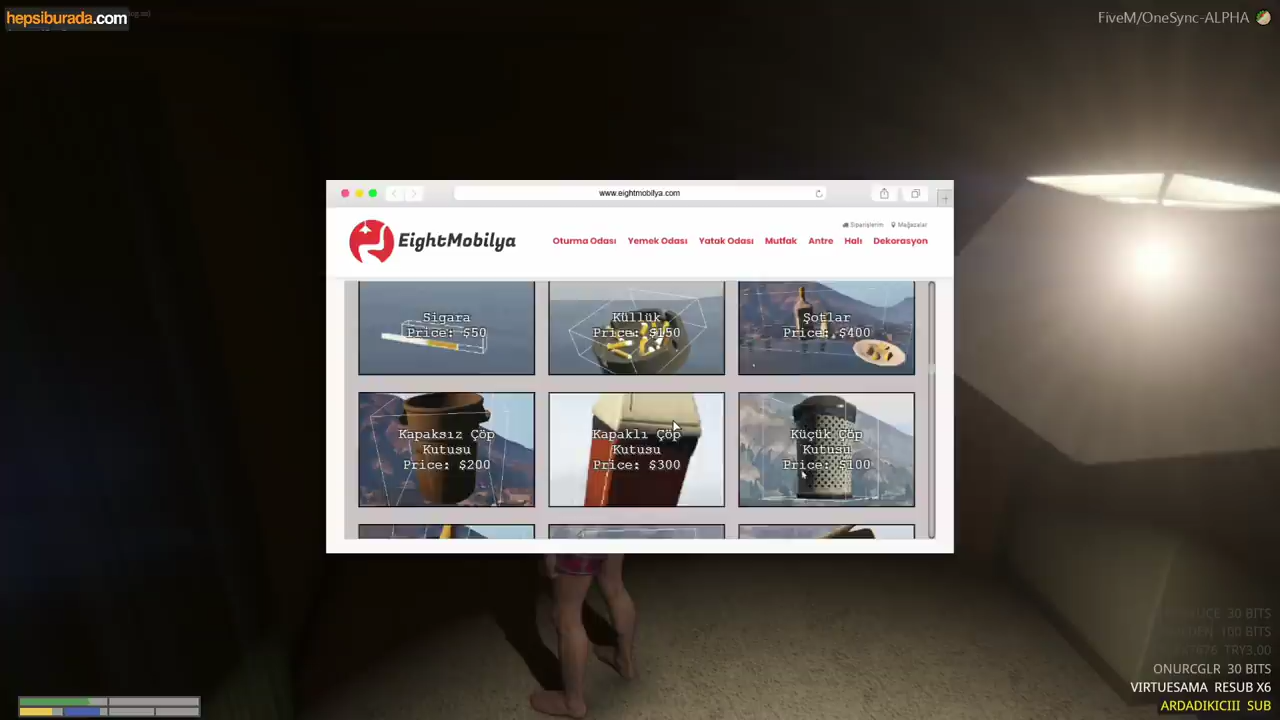 hepsiburada.com
FiveM/OneSync-ALPHA
www.eightmobilya.com
Siparişlerim Mağazalar
EightMobilya
Oturma Odası Yemek Odası Yatak Odası Mutfak Antre Halı Dekorasyon
Sigara
Price: $50
Küllük
Price: $150
Şotlar
Price: $400
Kapaksız Çöp
Kutusu
Price: $200
Kapaklı Çöp
Kutusu
Price: $300
Küçük Çöp
Kutusu
Price: $100
30 BITS
100 BITS
TRY3,00
ONURCGLR 30 BITS
VIRTUESAMA RESUB X6
ARDADIKICIII SUB